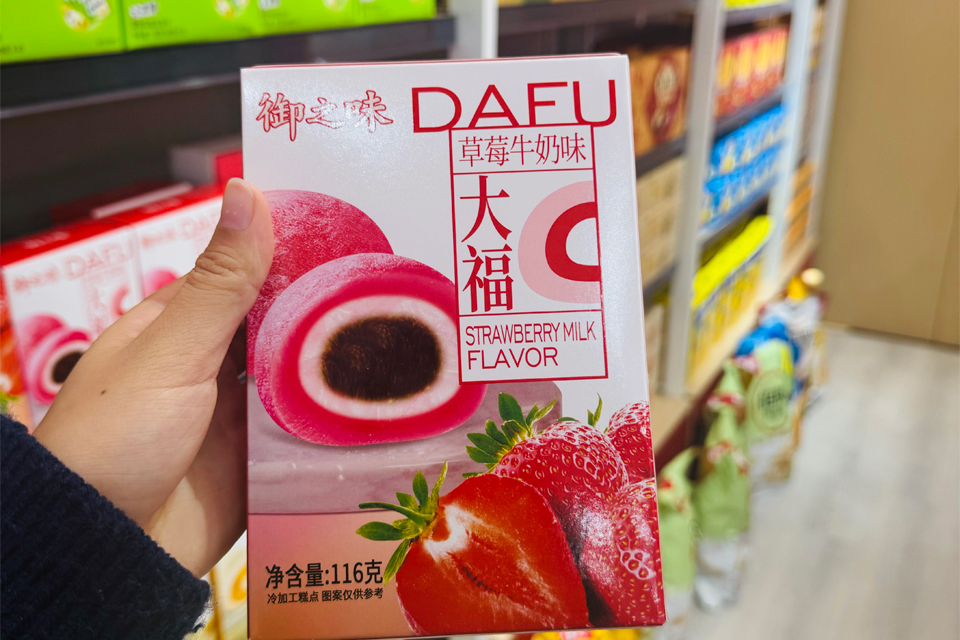 御之味
DAFU
草莓牛奶味
大福
STRAWBERRY MILK
FLAVOR
净含量:116克
冷加工糕点 图案仅供参考
DAFU